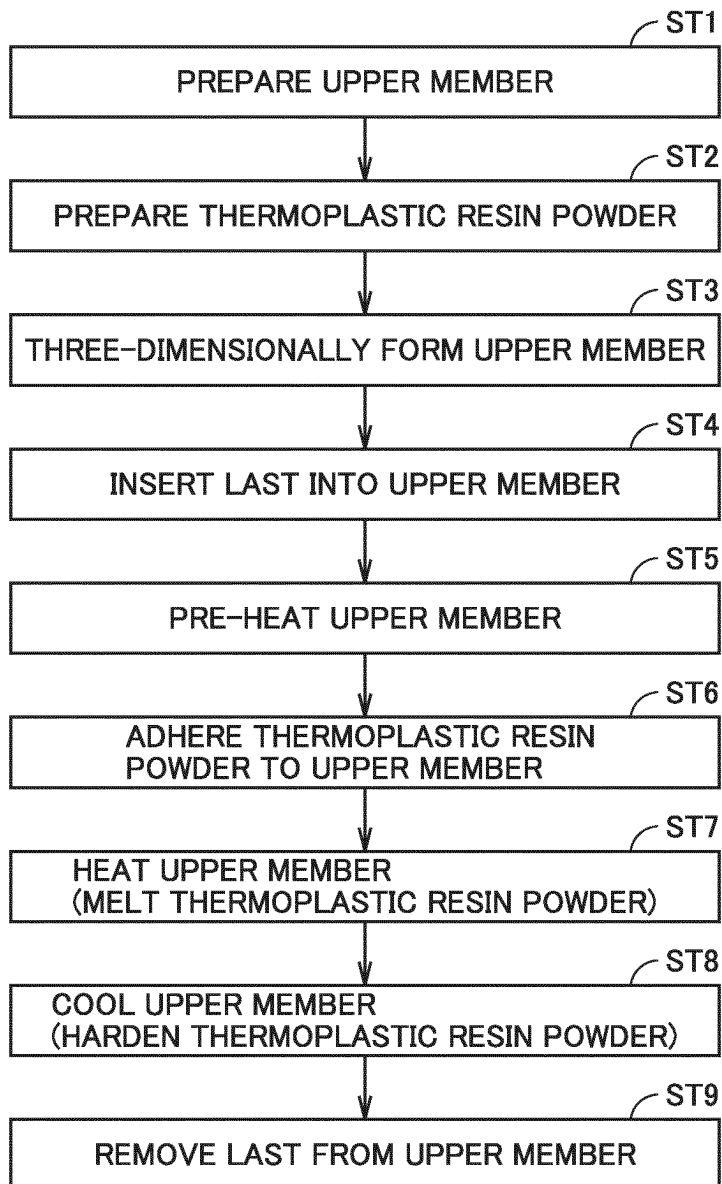 ST1
PREPARE UPPER MEMBER
ST2
PREPARE THERMOPLASTIC RESIN POWDER
ST3
THREE-DIMENSIONALLY FORM UPPER MEMBER
ST4
INSERT LAST INTO UPPER MEMBER
ST5
PRE-HEAT UPPER MEMBER
ST6
ADHERE THERMOPLASTIC RESIN
POWDER TO UPPER MEMBER
ST7
HEAT UPPER MEMBER
(MELT THERMOPLASTIC RESIN POWDER)
ST8
COOL UPPER MEMBER
(HARDEN THERMOPLASTIC RESIN POWDER)
ST9
REMOVE LAST FROM UPPER MEMBER